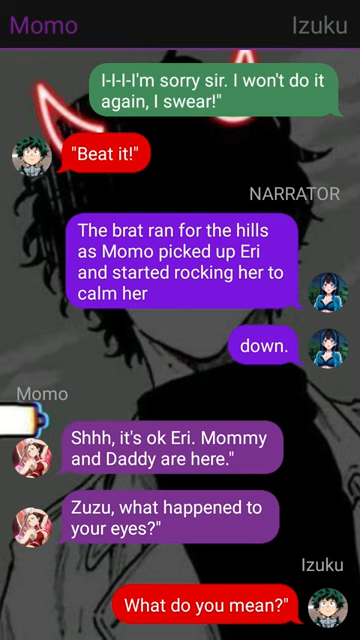 Momo Izuku
I-I-I-I'm sorry sir. I won't do it
again, I swear!"
"Beat it!"
NARRATOR
The brat ran for the hills
as Momo picked up Eri
and started rocking her to
calm her
down.
Momo
Shhh, it's ok Eri. Mommy
and Daddy are here."
Zuzu, what happened to
your eyes?"
Izuku
What do you mean?"